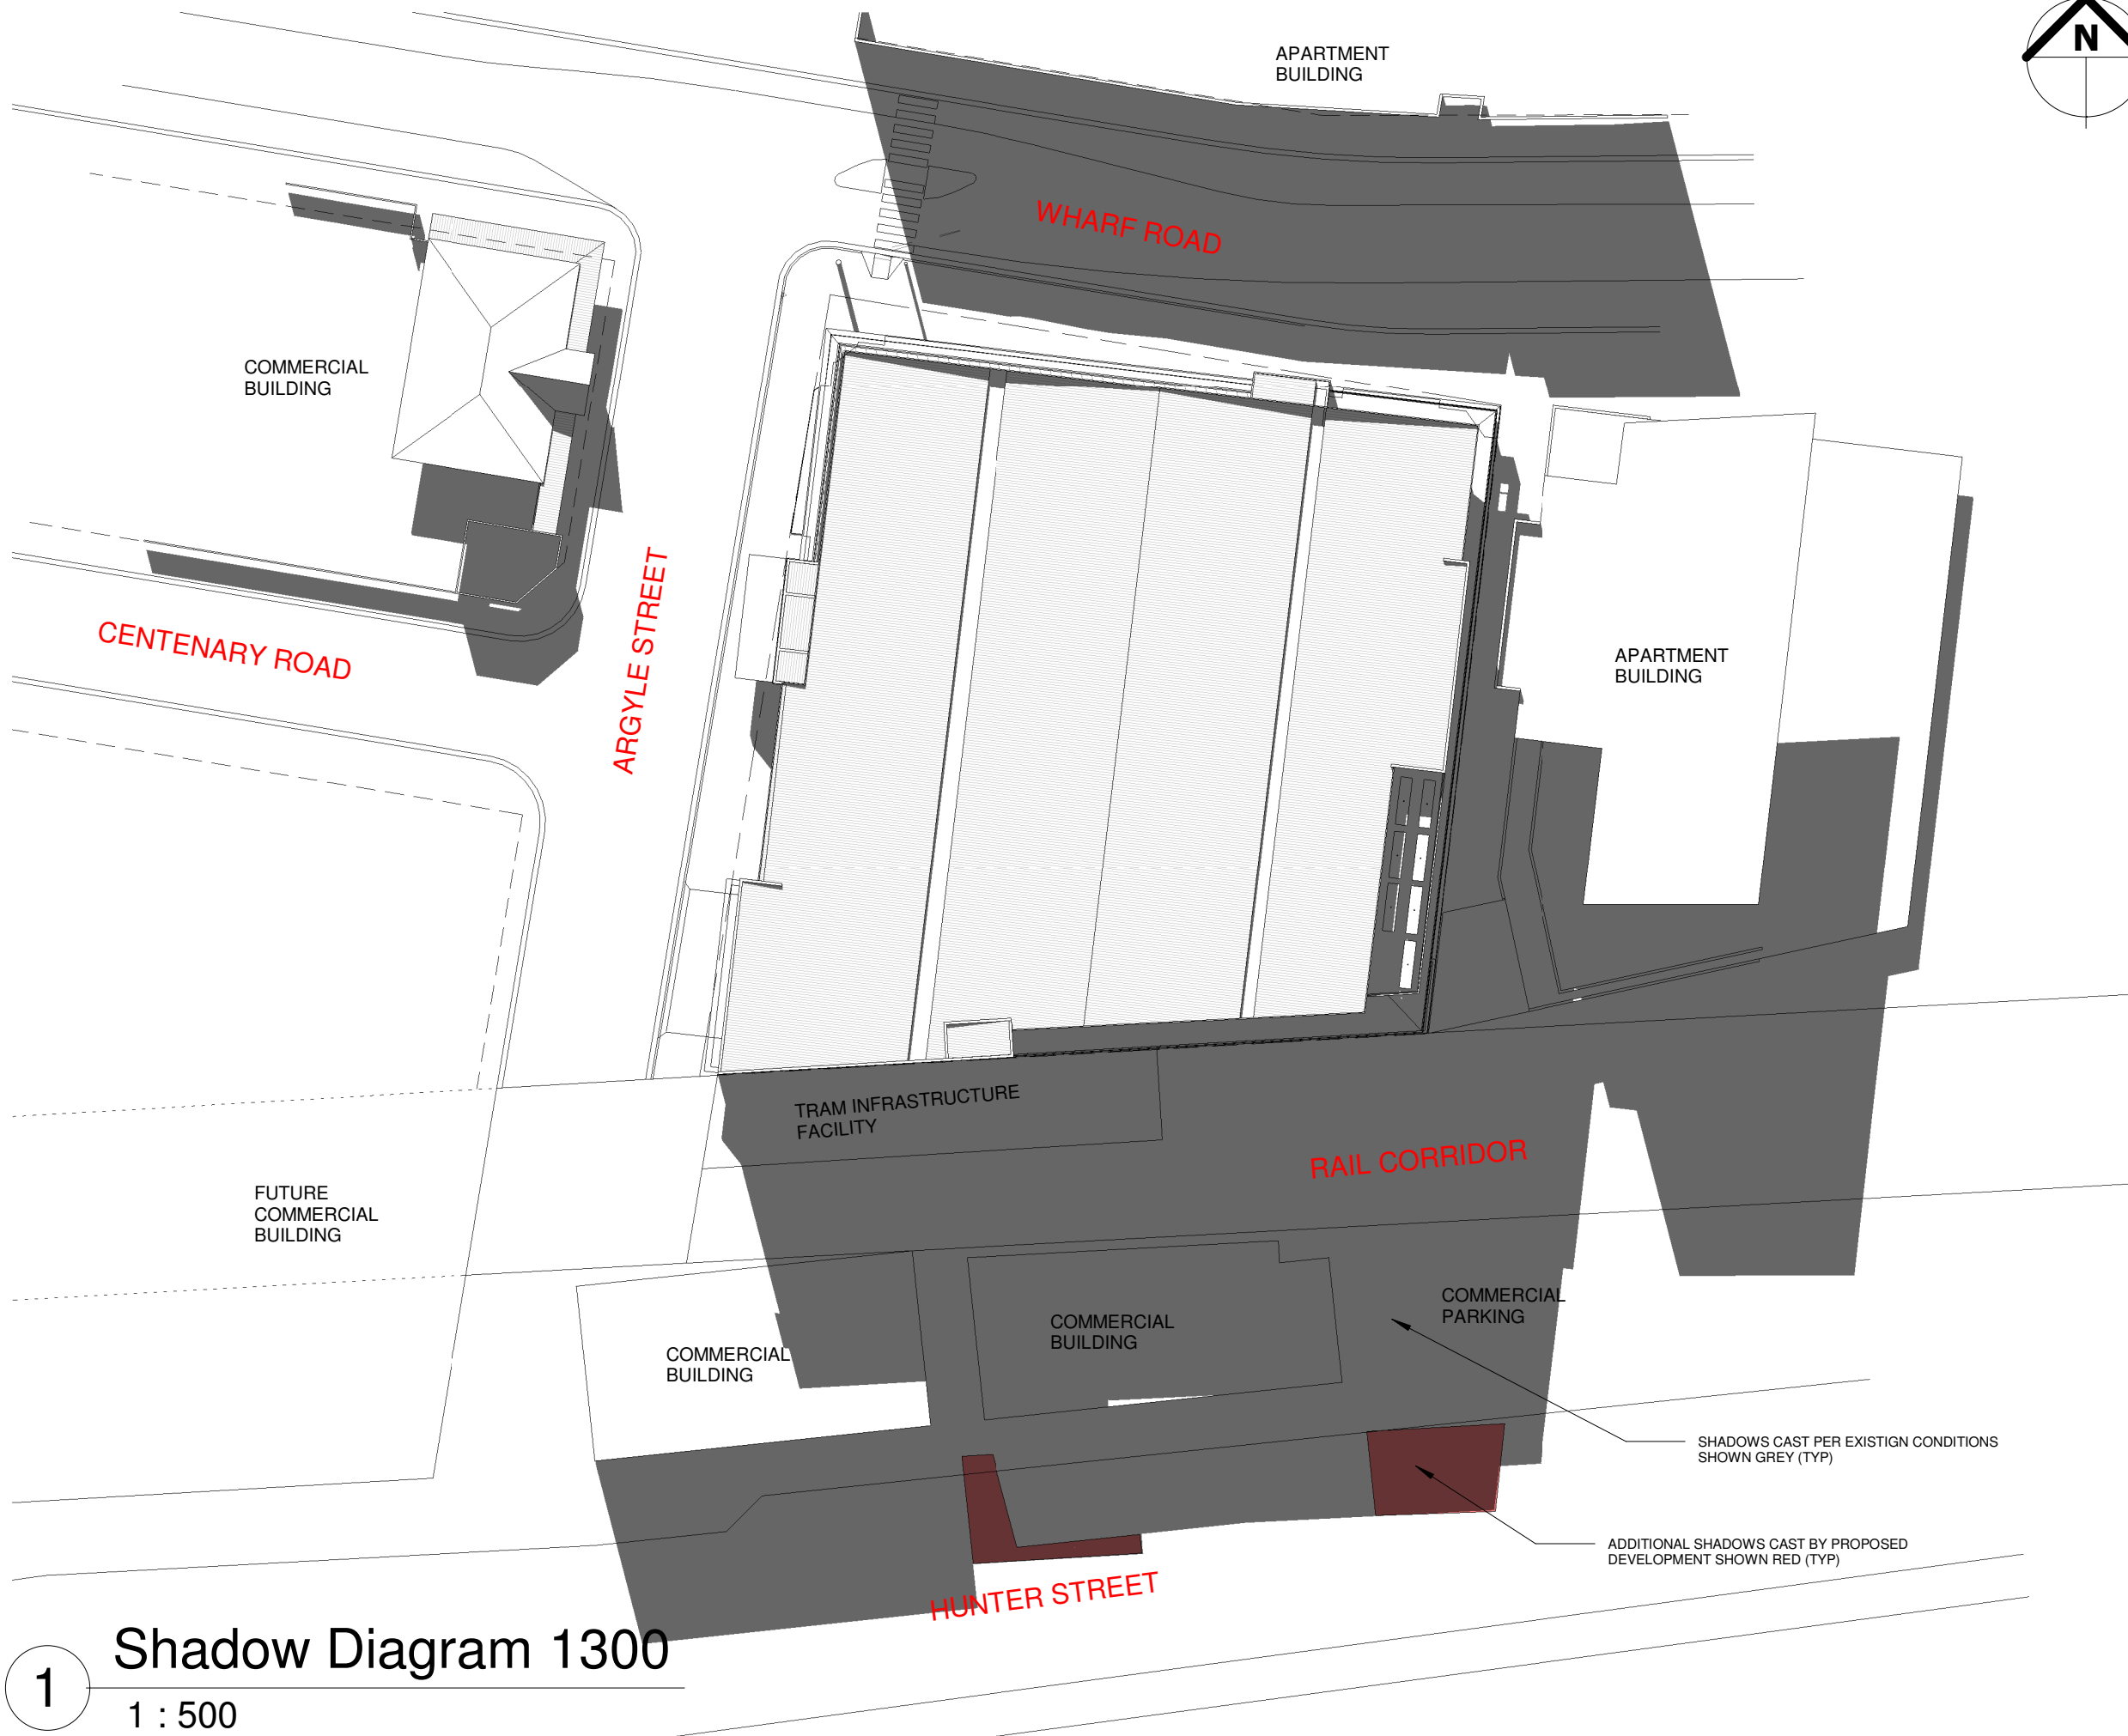 N
APARTMENT
BUILDING
WHARF ROAD
COMMERCIAL
BUILDING
CENTENARY ROAD
ARGYLE STREET
APARTMENT
BUILDING
TRAM INFRASTRUCTURE
FACILITY
RAIL CORRIDOR
FUTURE
COMMERCIAL
BUILDING
COMMERCIAL
BUILDING
COMMERCIAL
BUILDING
COMMERCIAL
PARKING
SHADOWS CAST PER EXISTIGN CONDITIONS
SHOWN GREY (TYP)
ADDITIONAL SHADOWS CAST BY PROPOSED
DEVELOPMENT SHOWN RED (TYP)
HUNTER STREET
1
Shadow Diagram 1300
1 : 500